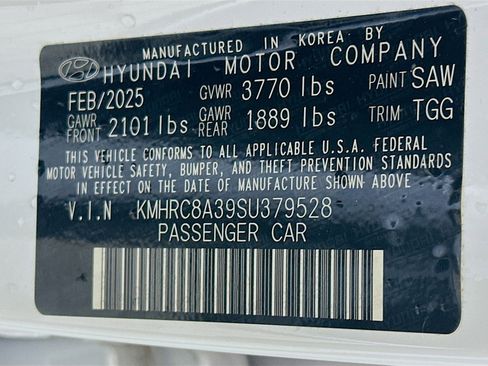 MANUFACTURED IN KOREA BY
HYUNDAI MOTOR COMPANY
FEB/2025 GVWR 3770 lbs PAINT SAW
GAWR FRONT 2101 lbs GAWR REAR 1889 lbs TRIM TGG
THIS VEHICLE CONFORMS TO ALL APPLICABLE U.S.A. FEDERAL
MOTOR VEHICLE SAFETY, BUMPER, AND THEFT PREVENTION STANDARDS
IN EFFECT ON THE DATE OF MANUFACTURE SHOWN ABOVE.
V.I.N KMHRC8A39SU379528
PASSENGER CAR